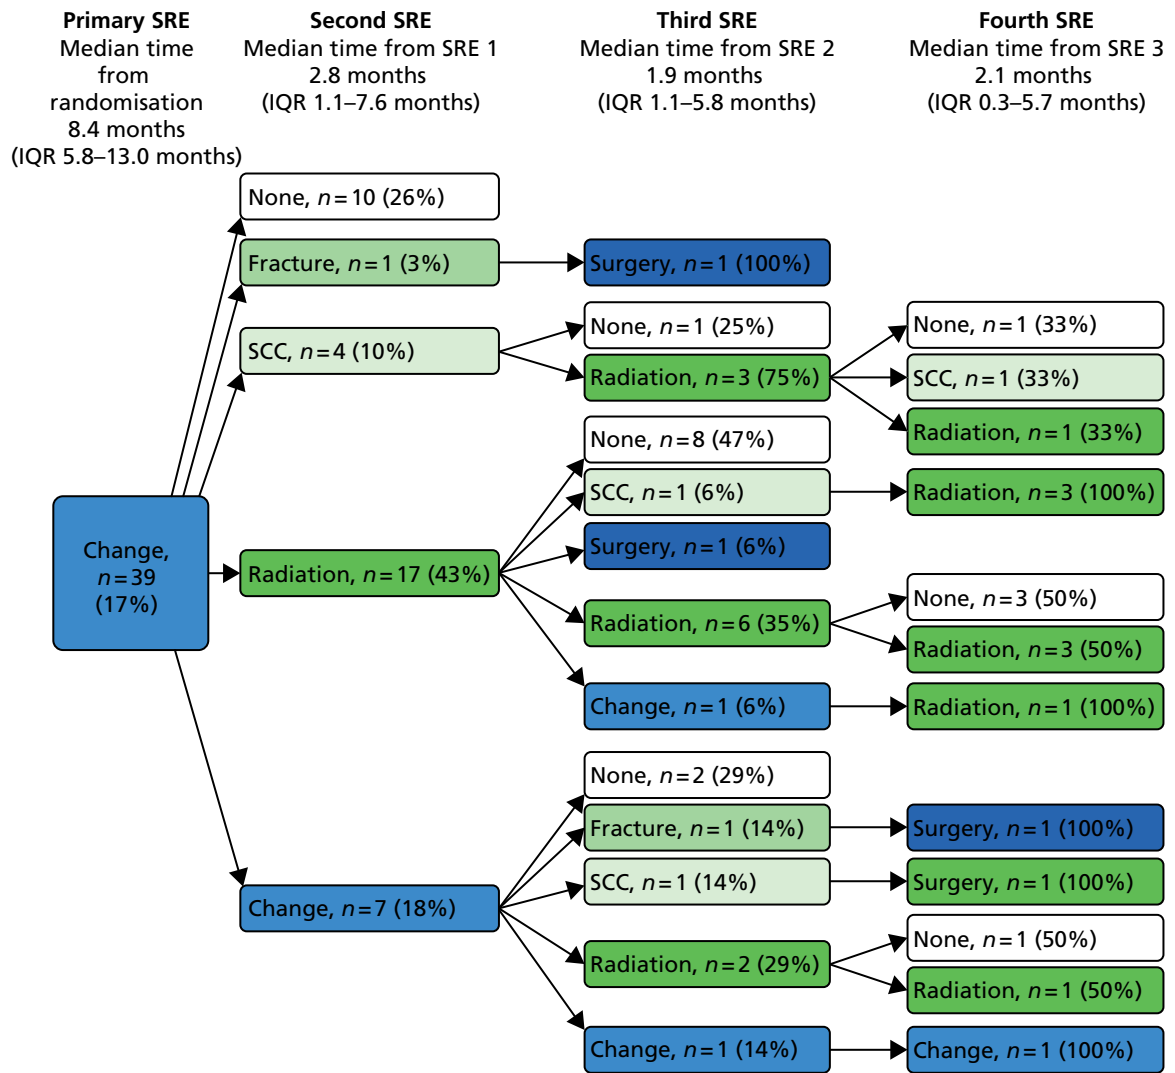 Primary SRE
Median time
from
randomisation
8.4 months
(IQR 5.8–13.0 months)
Second SRE
Median time from SRE 1
2.8 months
(IQR 1.1–7.6 months)
Third SRE
Median time from SRE 2
1.9 months
(IQR 1.1–5.8 months)
Fourth SRE
Median time from SRE 3
2.1 months
(IQR 0.3–5.7 months)
Change,
n=39
(17%)
None, n=10 (26%)
Fracture, n=1 (3%)
SCC, n=4 (10%)
Radiation, n=17 (43%)
Change, n=7 (18%)
Surgery, n=1 (100%)
None, n=1 (25%)
Radiation, n=3 (75%)
None, n=8 (47%)
SCC, n=1 (6%)
Surgery, n=1 (6%)
Radiation, n=6 (35%)
Change, n=1 (6%)
None, n=2 (29%)
Fracture, n=1 (14%)
SCC, n=1 (14%)
Radiation, n=2 (29%)
Change, n=1 (14%)
None, n=1 (33%)
SCC, n=1 (33%)
Radiation, n=1 (33%)
Radiation, n=3 (100%)
None, n=3 (50%)
Radiation, n=3 (50%)
Radiation, n=1 (100%)
Surgery, n=1 (100%)
Surgery, n=1 (100%)
None, n=1 (50%)
Radiation, n=1 (50%)
Change, n=1 (100%)